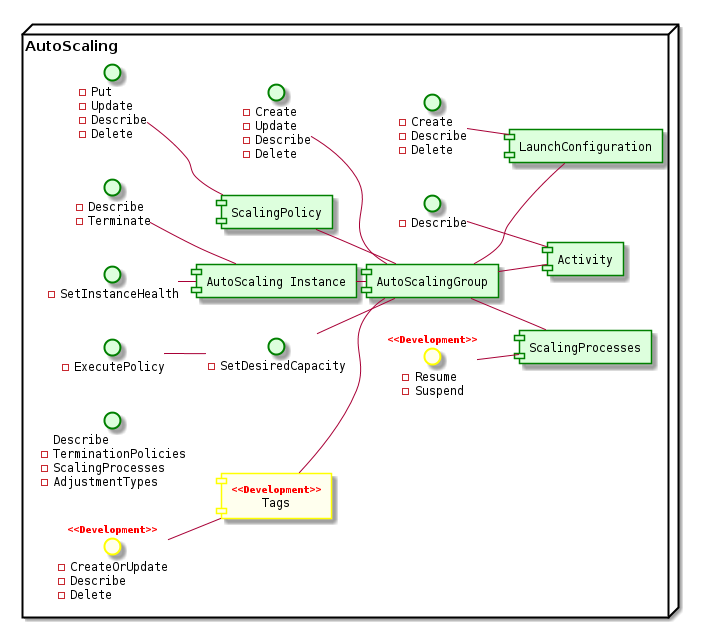 AutoScaling
Put
Update
Describe
Delete
Create
Update
Describe
Delete
Create
Describe
Delete
LaunchConfiguration
Describe
Terminate
ScalingPolicy
Describe
Activity
SetInstanceHealth
AutoScaling Instance
AutoScalingGroup
ExecutePolicy
SetDesiredCapacity
<<Development>>
Resume
Suspend
ScalingProcesses
Describe
TerminationPolicies
ScalingProcesses
AdjustmentTypes
<<Development>>
Tags
<<Development>>
CreateOrUpdate
Describe
Delete